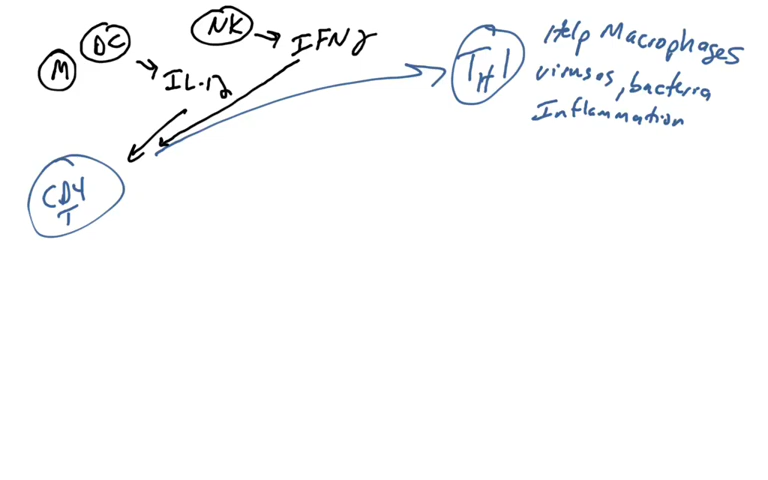 M
DC
IL-12
NK
IFNγ
CD4
T
TH1
Help Macrophages
viruses, bacteria
Inflammation